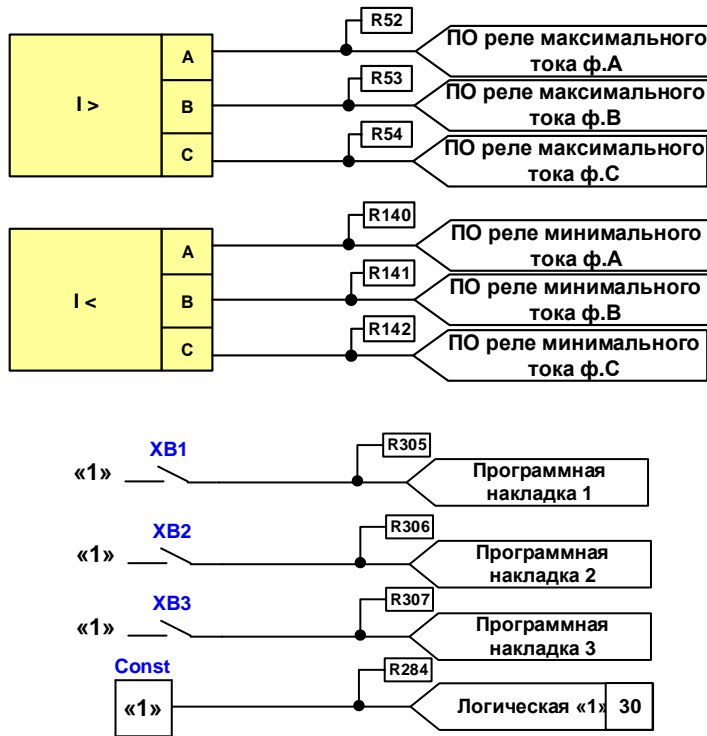 R52
ПО реле максимального
тока ф.А
A
I >
R53
ПО реле максимального
тока ф.В
B
R54
ПО реле максимального
тока ф.С
C
R140
ПО реле минимального
тока ф.А
A
I <
R141
ПО реле минимального
тока ф.В
B
R142
ПО реле минимального
тока ф.С
C
XB1
R305
«1»
Программная
накладка 1
XB2
R306
«1»
Программная
накладка 2
XB3
R307
«1»
Программная
накладка 3
Const
R284
«1»
Логическая «1»
30